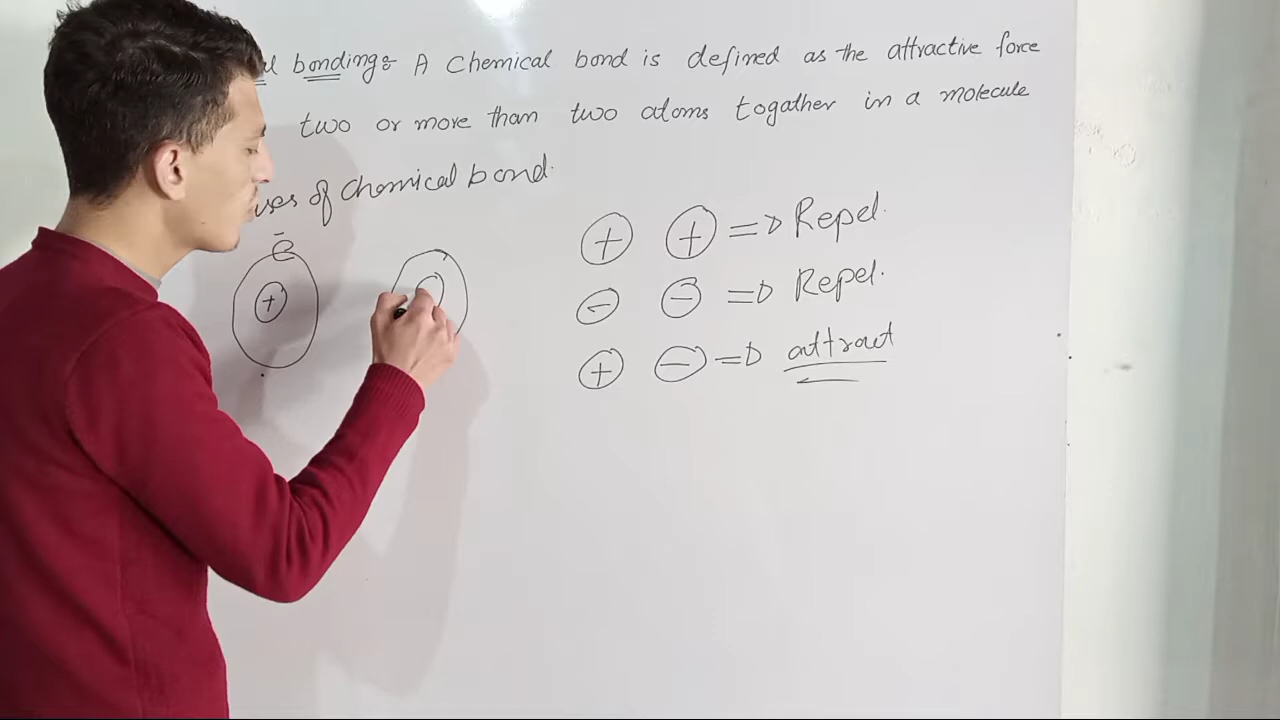 bonding: A Chemical bond is defined as the attractive force
two or more than two atoms togather in a molecule
of chemical bond.
+ + => Repel.
ē
+
- - => Repel.
+ - => attract